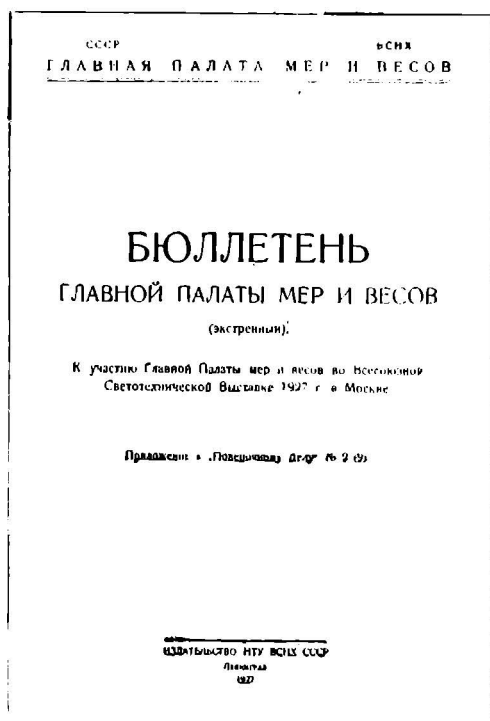 СССР ВСНХ
ГЛАВНАЯ ПАЛАТА МЕР И ВЕСОВ
БЮЛЛЕТЕНЬ
ГЛАВНОЙ ПАЛАТЫ МЕР И ВЕСОВ
(экстренный).
К участию Главной Палаты мер и весов во Всесоюзной
Светотехнической Выставке 1927 г. в Москве
Приложение к „Поверочному Делу" № 2 (9)
ИЗДАТЕЛЬСТВО НТУ ВСНХ СССР
Ленинград
1927